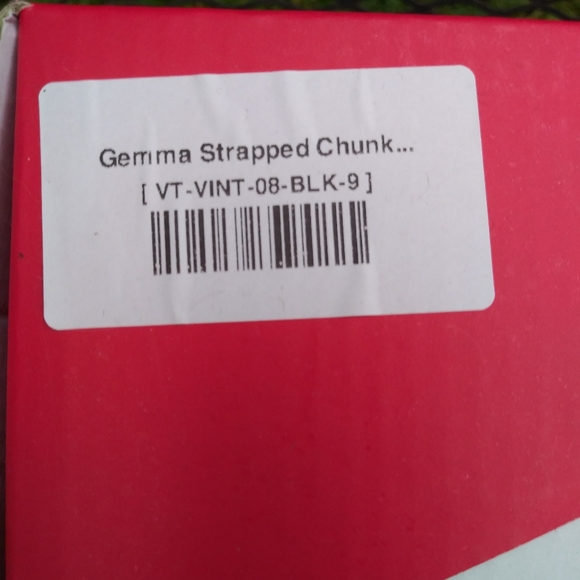 Gemma Strapped Chunk...
[ VT-VINT-08-BLK-9 ]